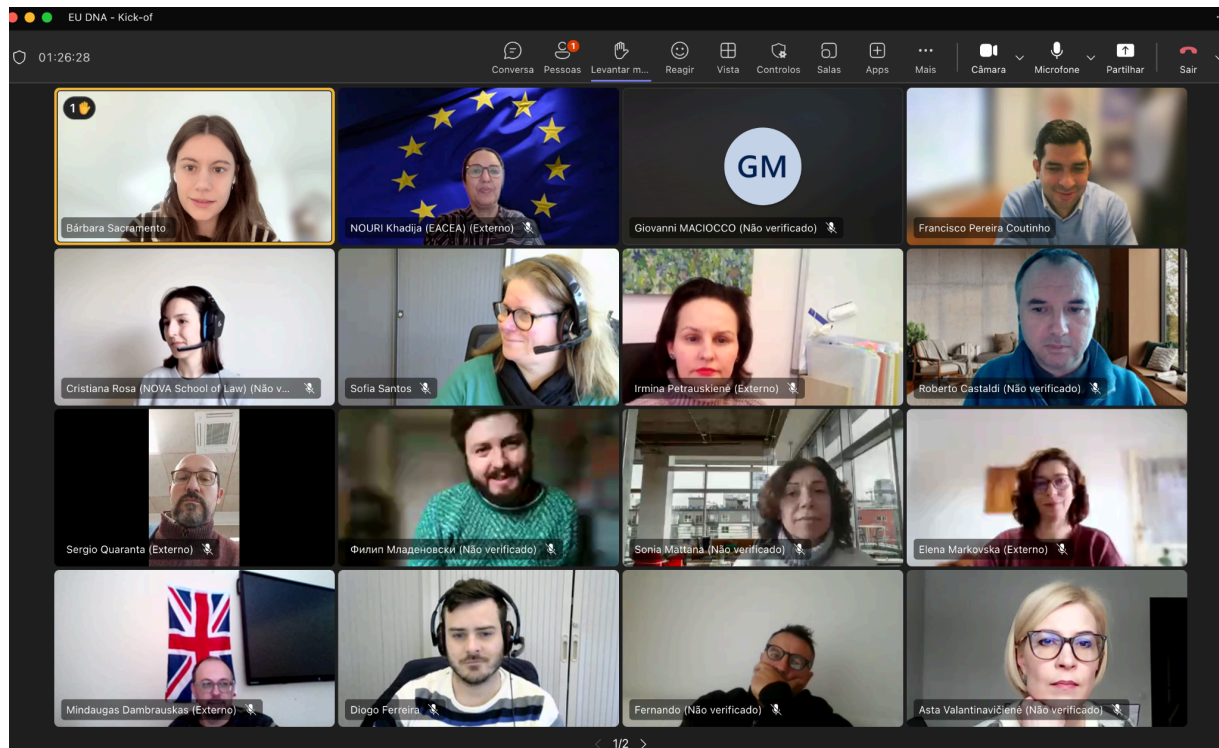 EU DNA - Kick-of
01:26:28
1
Conversa Pessoas Levantar m... Reagir Vista Controlos Salas Apps Mais Câmara Microfone Partilhar Sair
1
Bárbara Sacramento
NOURI Khadija (EACEA) (Externo)
GM
Giovanni MACIOCCO (Não verificado)
Francisco Pereira Coutinho
Cristiana Rosa (NOVA School of Law) (Não v...
Sofia Santos
Irmina Petrauskienė (Externo)
Roberto Castaldi (Não verificado)
Sergio Quaranta (Externo)
Филип Младеновски (Não verificado)
Sonia Mattana (Não verificado)
Elena Markovska (Externo)
Mindaugas Dambrauskas (Externo)
Diogo Ferreira
Fernando (Não verificado)
Asta Valantinavičienė (Não verificado)
< 1/2 >